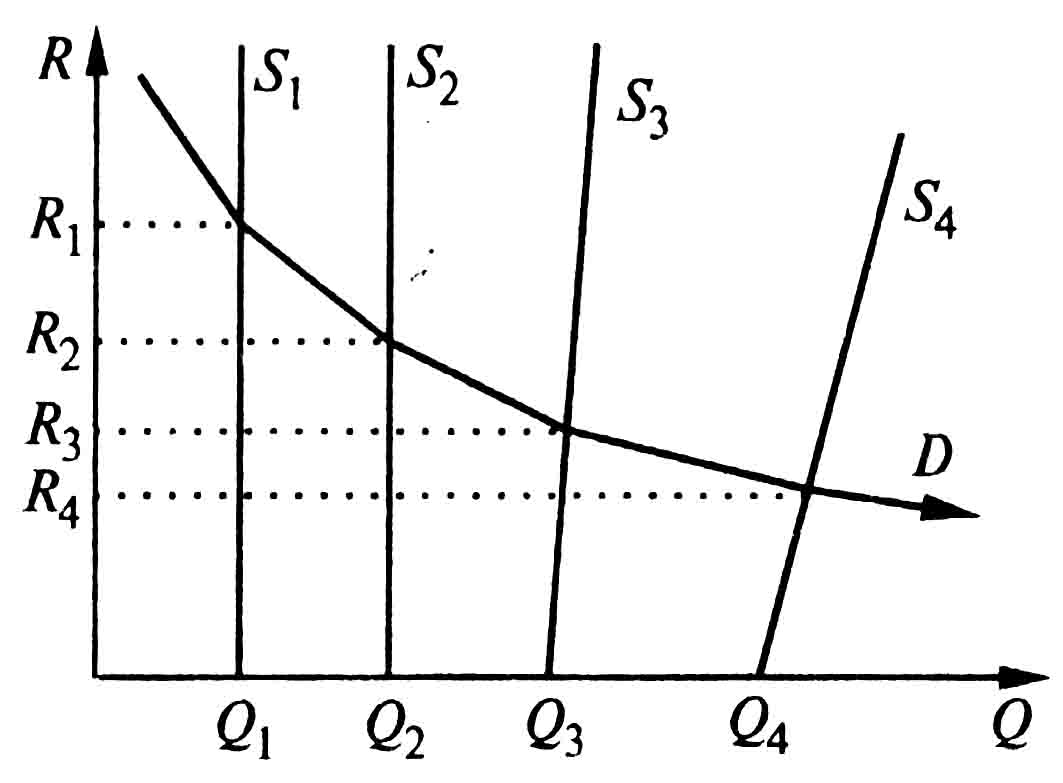 R
S₁
S₂
S₃
S₄
R₁
R₂
R₃
R₄
D
Q₁
Q₂
Q₃
Q₄
Q